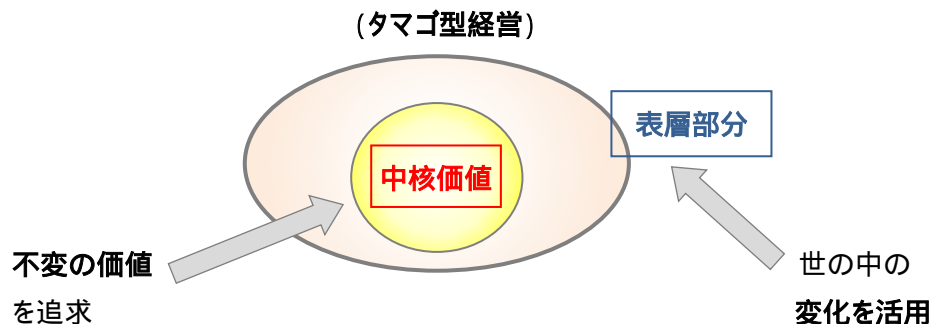 (タマゴ型経営)
表層部分
中核価値
不変の価値
を追求
世の中の
変化を活用